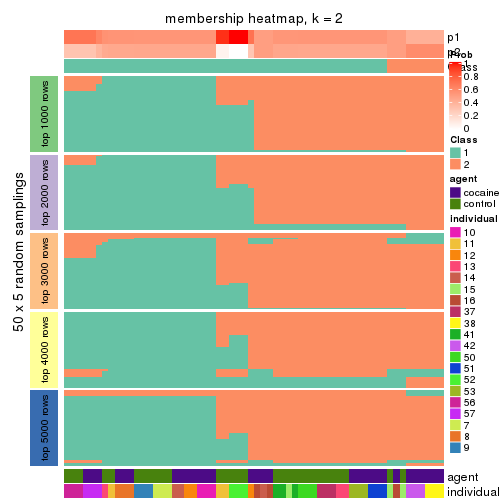 membership heatmap, k = 2
p1
p2
Prob
1
0.8
0.6
0.4
0.2
0
Class
Class
1
2
agent
cocaine
control
individual
10
11
12
13
14
15
16
37
38
41
42
50
51
52
53
56
57
7
8
9
50 x 5 random samplings
top 1000 rows
top 2000 rows
top 3000 rows
top 4000 rows
top 5000 rows
agent
individual